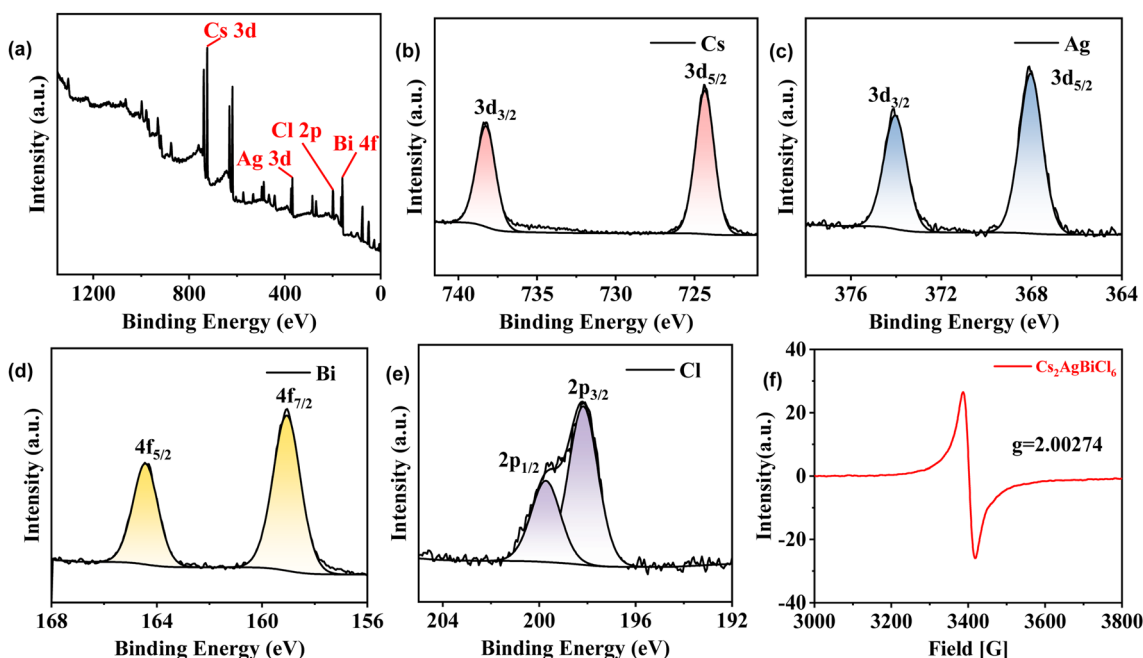 (a)
Cs 3d
Ag 3d
Cl 2p
Bi 4f
Intensity (a.u.)
1200 800 400 0
Binding Energy (eV)
(b)
Cs
3d3/2
3d5/2
Intensity (a.u.)
740 735 730 725
Binding Energy (eV)
(c)
Ag
3d3/2
3d5/2
Intensity (a.u.)
376 372 368 364
Binding Energy (eV)
(d)
Bi
4f5/2
4f7/2
Intensity (a.u.)
168 164 160 156
Binding Energy (eV)
(e)
Cl
2p1/2
2p3/2
Intensity (a.u.)
204 200 196 192
Binding Energy (eV)
(f)
Cs2AgBiCl6
g=2.00274
Intensity(a.u.)
40
20
0
-20
-40
3000 3200 3400 3600 3800
Field [G]